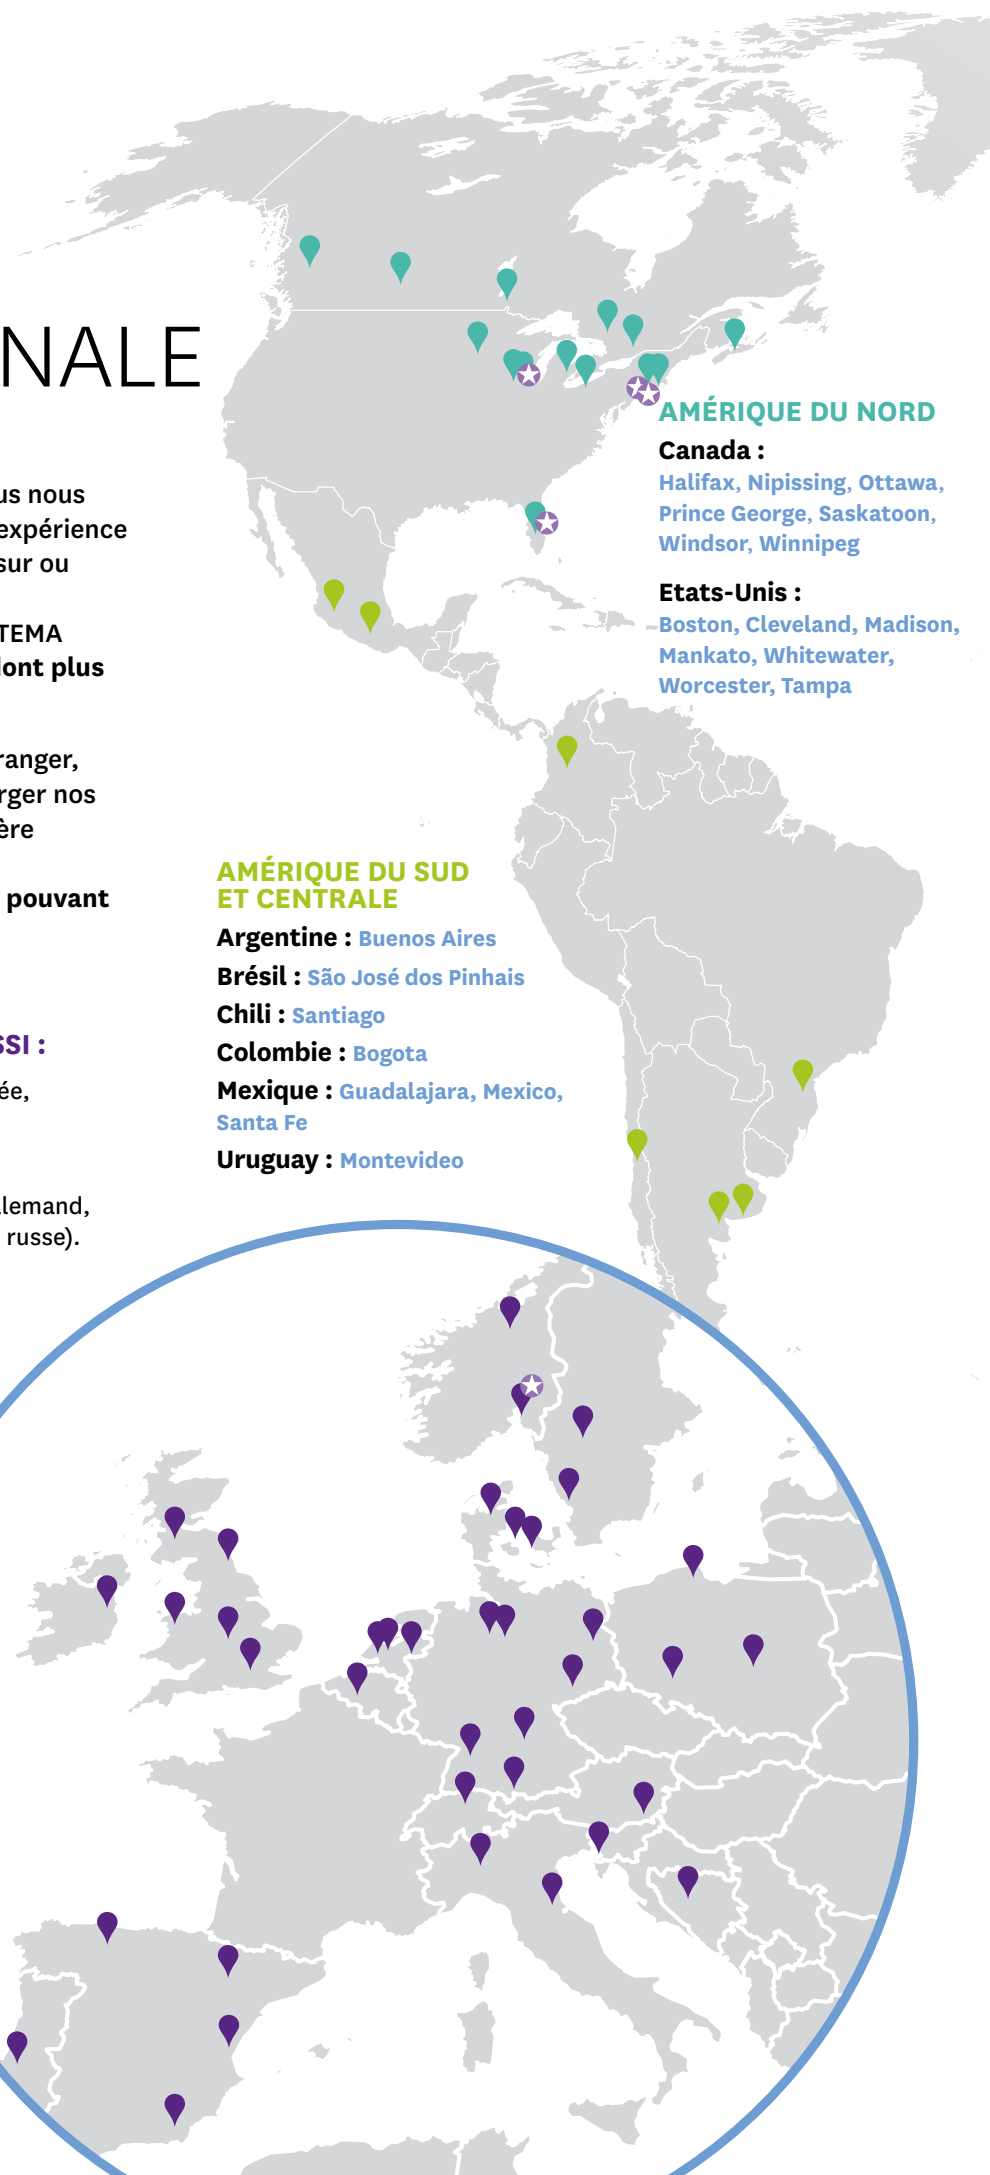 NALE
us nous
expérience
sur ou
TEMA
dont plus
ranger,
rger nos
ère
pouvant
SSI :
ée,
lemand,
russe).
AMÉRIQUE DU NORD
Canada :
Halifax, Nipissing, Ottawa,
Prince George, Saskatoon,
Windsor, Winnipeg
Etats-Unis :
Boston, Cleveland, Madison,
Mankato, Whitewater,
Worcester, Tampa
AMÉRIQUE DU SUD
ET CENTRALE
Argentine : Buenos Aires
Brésil : São José dos Pinhais
Chili : Santiago
Colombie : Bogota
Mexique : Guadalajara, Mexico,
Santa Fe
Uruguay : Montevideo